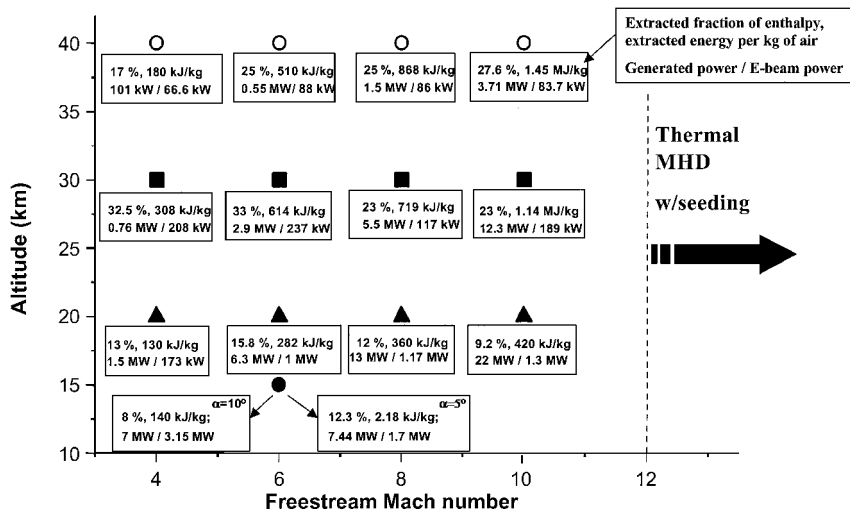 Extracted fraction of enthalpy,
extracted energy per kg of air
Generated power / E-beam power
40
17 %, 180 kJ/kg
101 kW / 66.6 kW
25 %, 510 kJ/kg
0.55 MW/ 88 kW
25 %, 868 kJ/kg
1.5 MW / 86 kW
27.6 %, 1.45 MJ/kg
3.71 MW / 83.7 kW
35
Thermal
MHD
w/seeding
30
32.5 %, 308 kJ/kg
0.76 MW / 208 kW
33 %, 614 kJ/kg
2.9 MW / 237 kW
23 %, 719 kJ/kg
5.5 MW / 117 kW
23 %, 1.14 MJ/kg
12.3 MW / 189 kW
25
20
13 %, 130 kJ/kg
1.5 MW / 173 kW
15.8 %, 282 kJ/kg
6.3 MW / 1 MW
12 %, 360 kJ/kg
13 MW / 1.17 MW
9.2 %, 420 kJ/kg
22 MW / 1.3 MW
15
α=10º
8 %, 140 kJ/kg;
7 MW / 3.15 MW
α=5º
12.3 %, 2.18 kJ/kg;
7.44 MW / 1.7 MW
10
Altitude (km)
4 6 8 10 12
Freestream Mach number